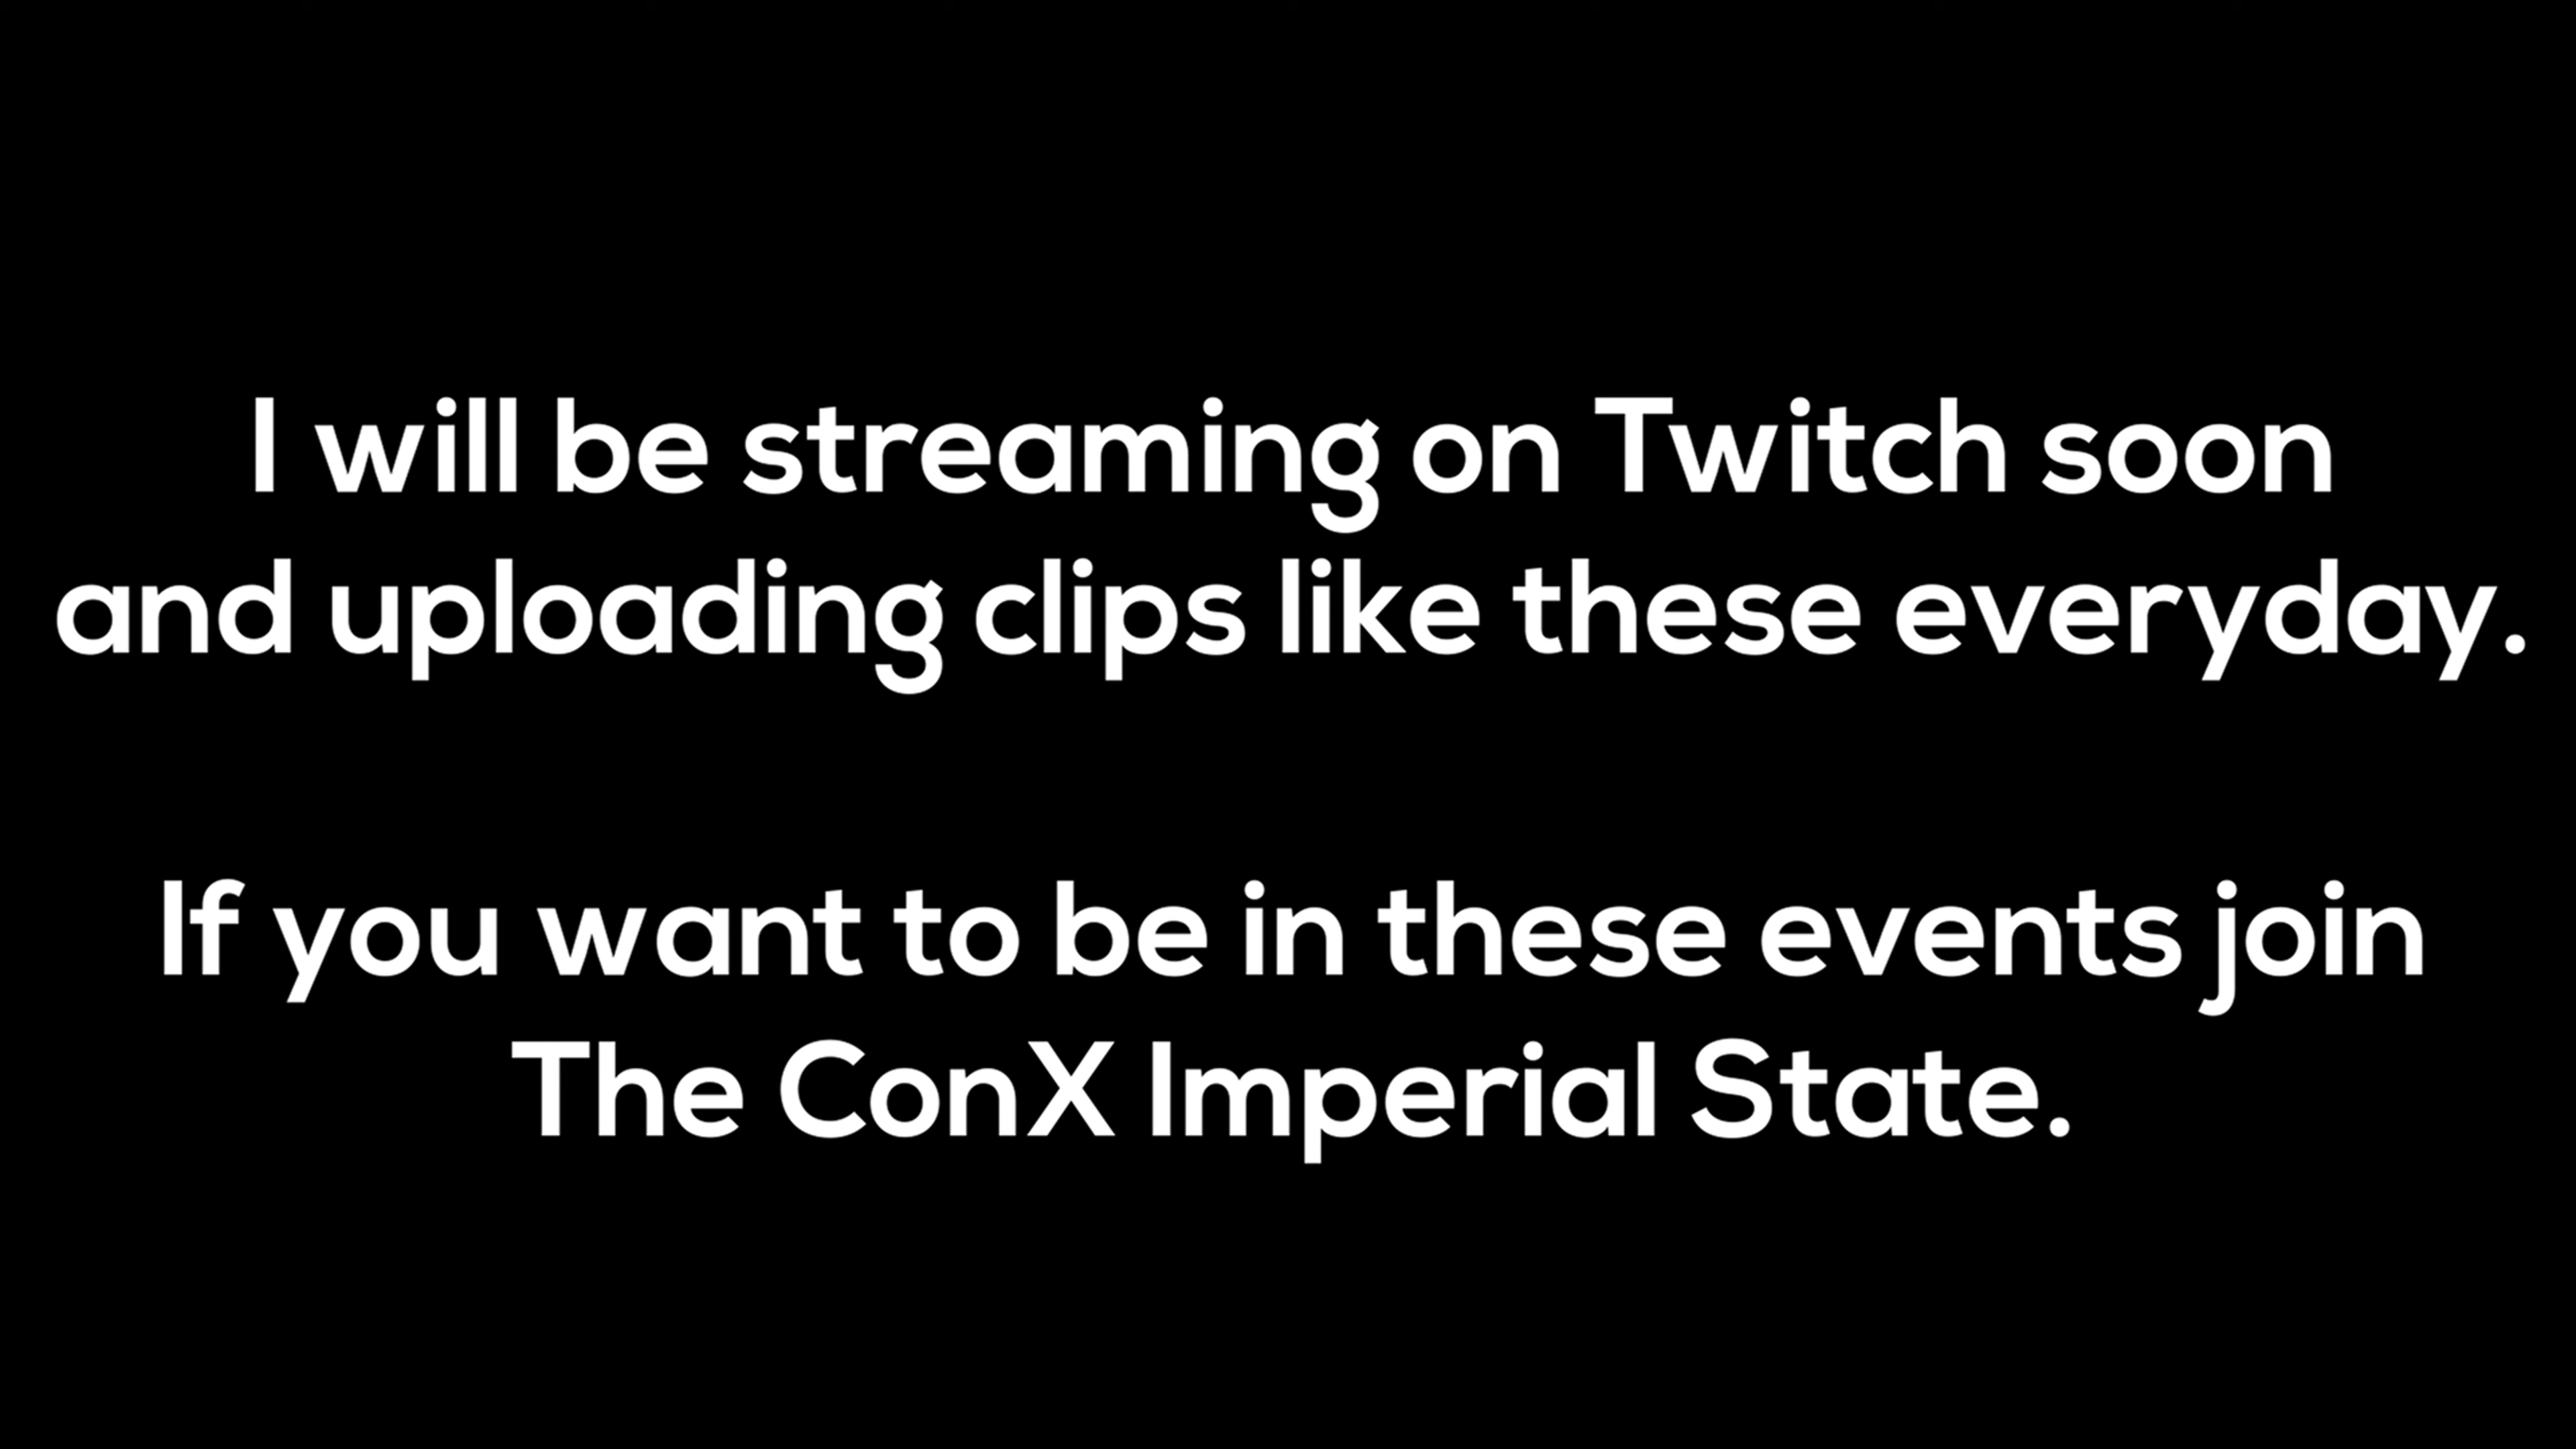 I will be streaming on Twitch soon
and uploading clips like these everyday.
If you want to be in these events join
The ConX Imperial State.